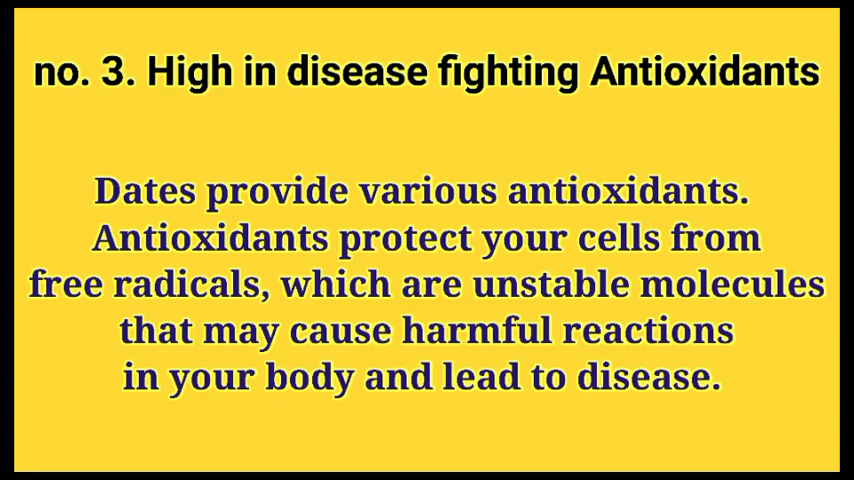 no. 3. High in disease fighting Antioxidants
Dates provide various antioxidants.
Antioxidants protect your cells from
free radicals, which are unstable molecules
that may cause harmful reactions
in your body and lead to disease.